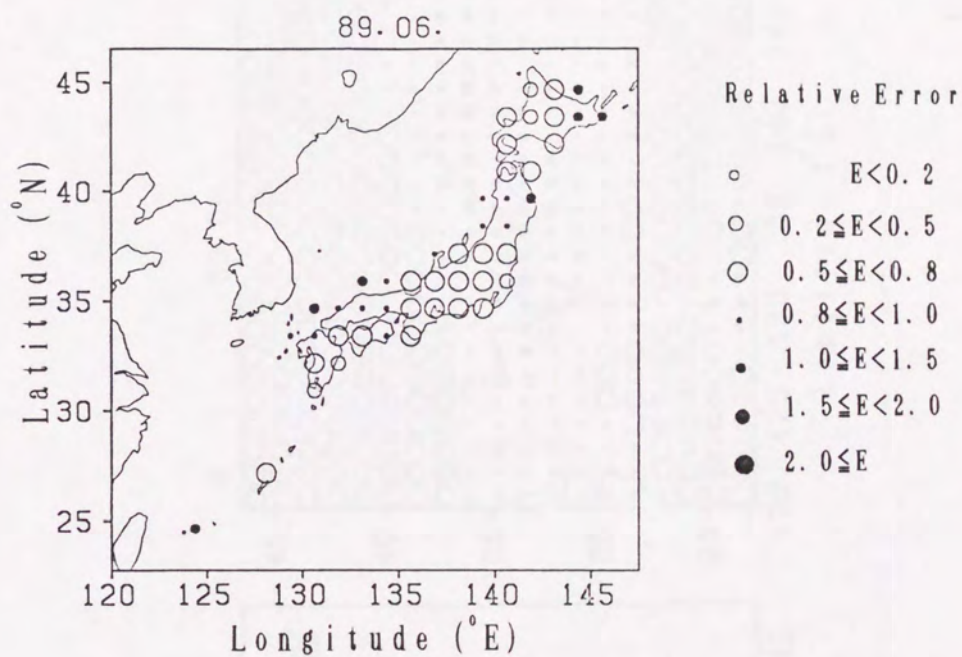 89.06.
45
40
35
30
25
Latitude (°N)
120 125 130 135 140 145
Longitude (°E)
Relative Error
E<0.2
0.2≦E<0.5
0.5≦E<0.8
0.8≦E<1.0
1.0≦E<1.5
1.5≦E<2.0
2.0≦E